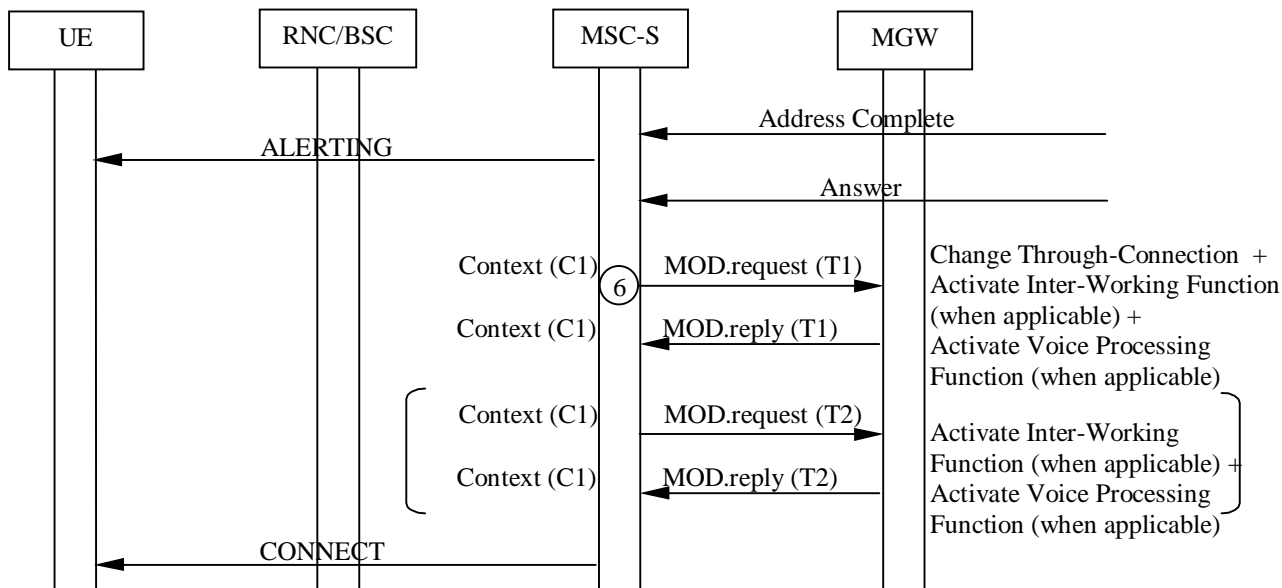 UE
RNC/BSC
MSC-S
MGW
Address Complete
ALERTING
Answer
Context (C1)
MOD.request (T1)
6
Context (C1)
MOD.reply (T1)
Change Through-Connection +
Activate Inter-Working Function
(when applicable) +
Activate Voice Processing
Function (when applicable)
Context (C1)
MOD.request (T2)
Context (C1)
MOD.reply (T2)
Activate Inter-Working
Function (when applicable) +
Activate Voice Processing
Function (when applicable)
CONNECT